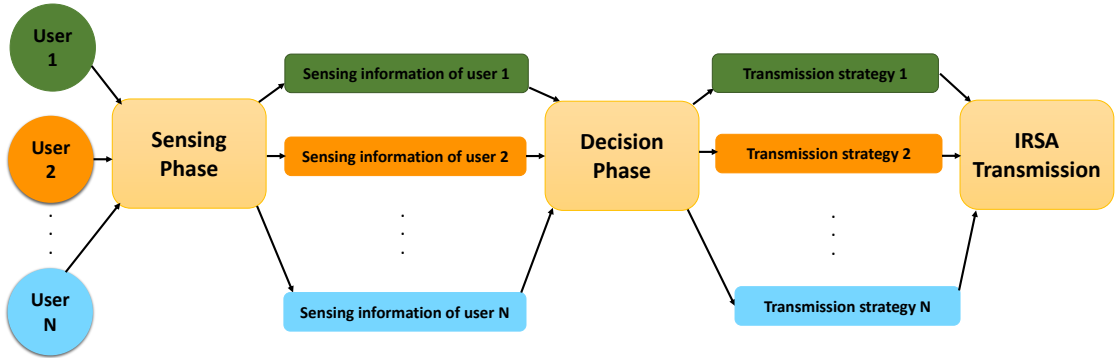 User
1
User
2
. .
. .
. .
User
N
Sensing
Phase
Sensing information of user 1
Sensing information of user 2
.
.
.
Sensing information of user N
Decision
Phase
Transmission strategy 1
Transmission strategy 2
.
.
.
Transmission strategy N
IRSA
Transmission